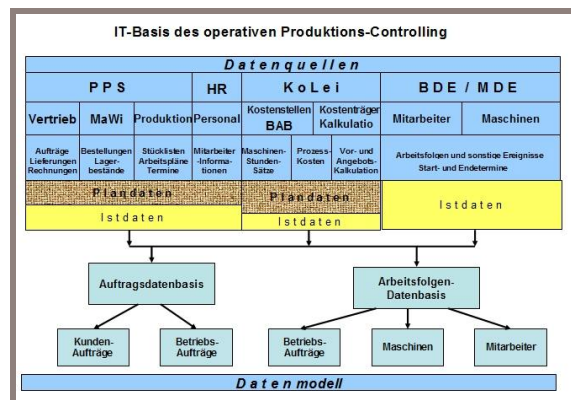 IT-Basis des operativen Produktions-Controlling
Datenquellen
PPS HR KoLei BDE / MDE
Vertrieb MaWi Produktion Personal Kostenstellen BAB Kostenträger Kalkulatio Mitarbeiter Maschinen
Aufträge Lieferungen Rechnungen
Bestellungen Lager- bestände
Stücklisten Arbeitspläne Termine
Mitarbeiter -Informa- tionen
Maschinen- Stunden- Sätze
Prozess- Kosten
Vor- und Angebots- Kalkulation
Arbeitsfolgen und sonstige Ereignisse
Start- und Endetermine
Plandaten Plandaten
Istdaten Istdaten Istdaten
Auftragsdatenbasis
Arbeitsfolgen-
Datenbasis
Kunden-
Aufträge
Betriebs-
Aufträge
Betriebs-
Aufträge
Maschinen
Mitarbeiter
Datenmodell